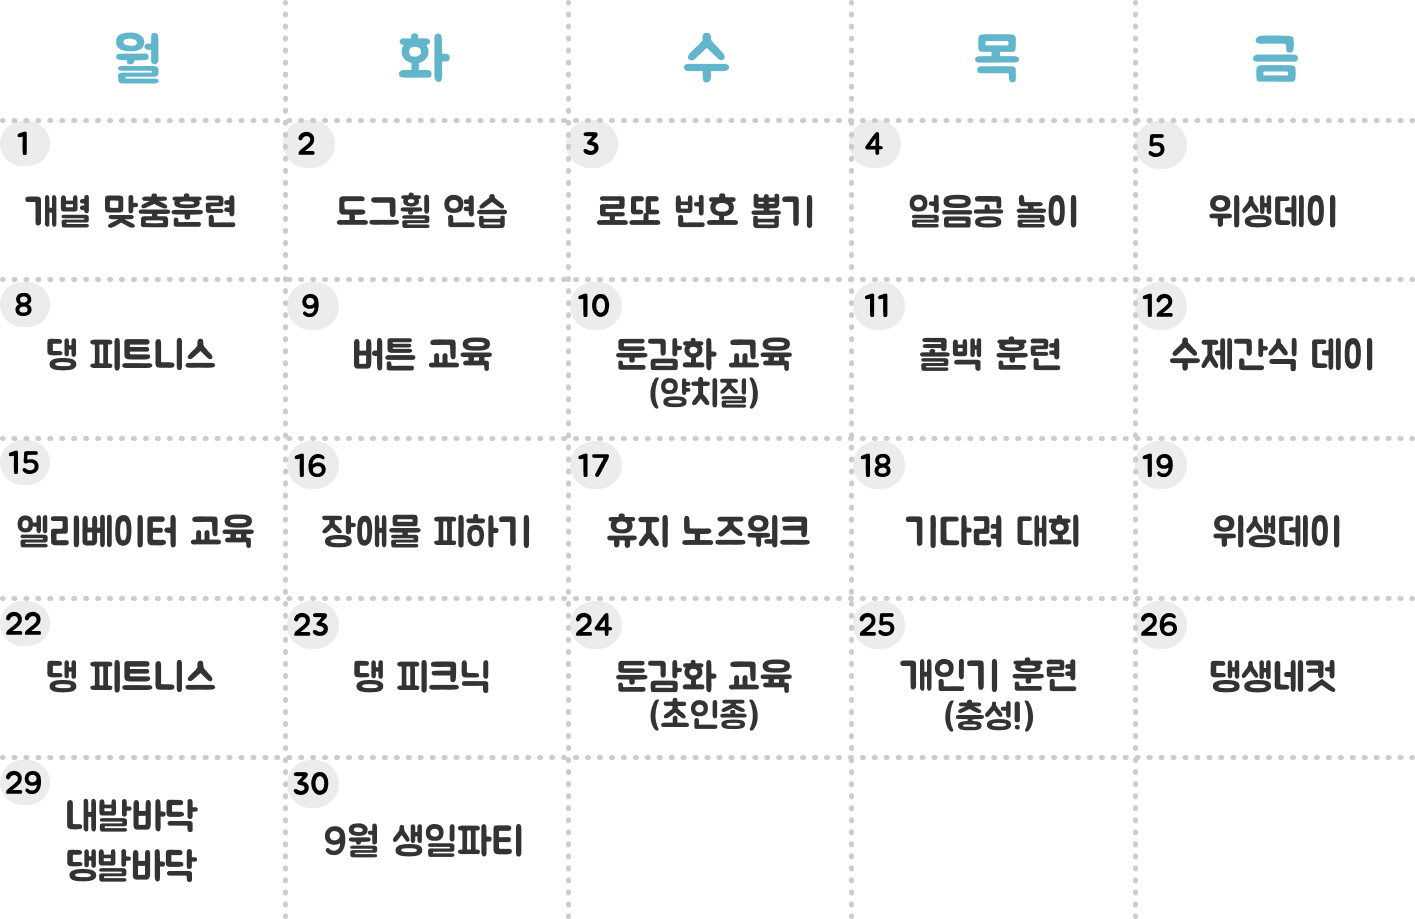 월 화 수 목 금
1 2 3 4 5
개별 맞춤훈련 도그휠 연습 로또 번호 뽑기 얼음공 놀이 위생데이
8 9 10 11 12
댕 피트니스 버튼 교육 둔감화 교육 콜백 훈련 수제간식 데이
(양치질)
15 16 17 18 19
엘리베이터 교육 장애물 피하기 휴지 노즈워크 기다려 대회 위생데이
22 23 24 25 26
댕 피트니스 댕 피크닉 둔감화 교육 개인기 훈련 댕생네컷
(초인종) (충성!)
29 30
내발바닥
댕발바닥 9월 생일파티